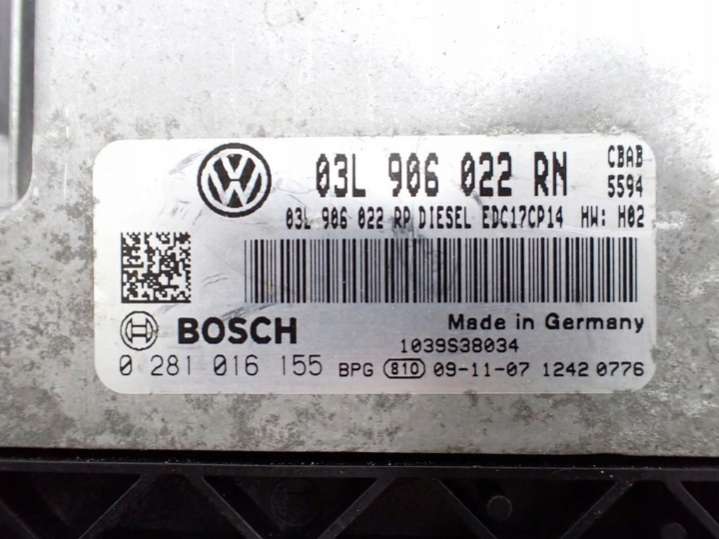 03L 906 022 RN CBAB
5594
03L 906 022 RP DIESEL EDC17CP14 HW: H02
BOSCH Made in Germany
1039S38034
0 281 016 155 BPG 810 09-11-07 1242 0776